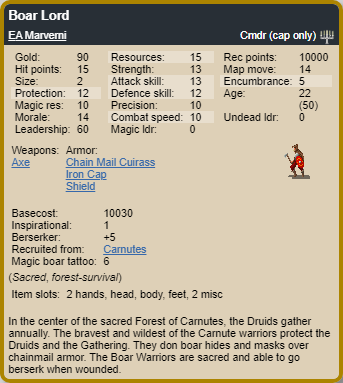 Boar Lord
EA Marverni Cmdr (cap only)
Gold: 90 Resources: 15 Rec points: 10000
Hit points: 15 Strength: 13 Map move: 14
Size: 2 Attack skill: 13 Encumbrance: 5
Protection: 12 Defence skill: 12 Age: 22
Magic res: 10 Precision: 10 (50)
Morale: 14 Combat speed: 10 Undead ldr: 0
Leadership: 60 Magic ldr: 0
Weapons: Armor:
Axe Chain Mail Cuirass
Iron Cap
Shield
Basecost: 10030
Inspirational: 1
Berserker: +5
Recruited from: Carnutes
Magic boar tattoo: 6
(Sacred, forest-survival)
Item slots: 2 hands, head, body, feet, 2 misc
In the center of the sacred Forest of Carnutes, the Druids gather
annually. The bravest and wildest of the Carnute warriors protect the
Druids and the Gathering. They don boar hides and masks over
chainmail armor. The Boar Warriors are sacred and able to go
berserk when wounded.